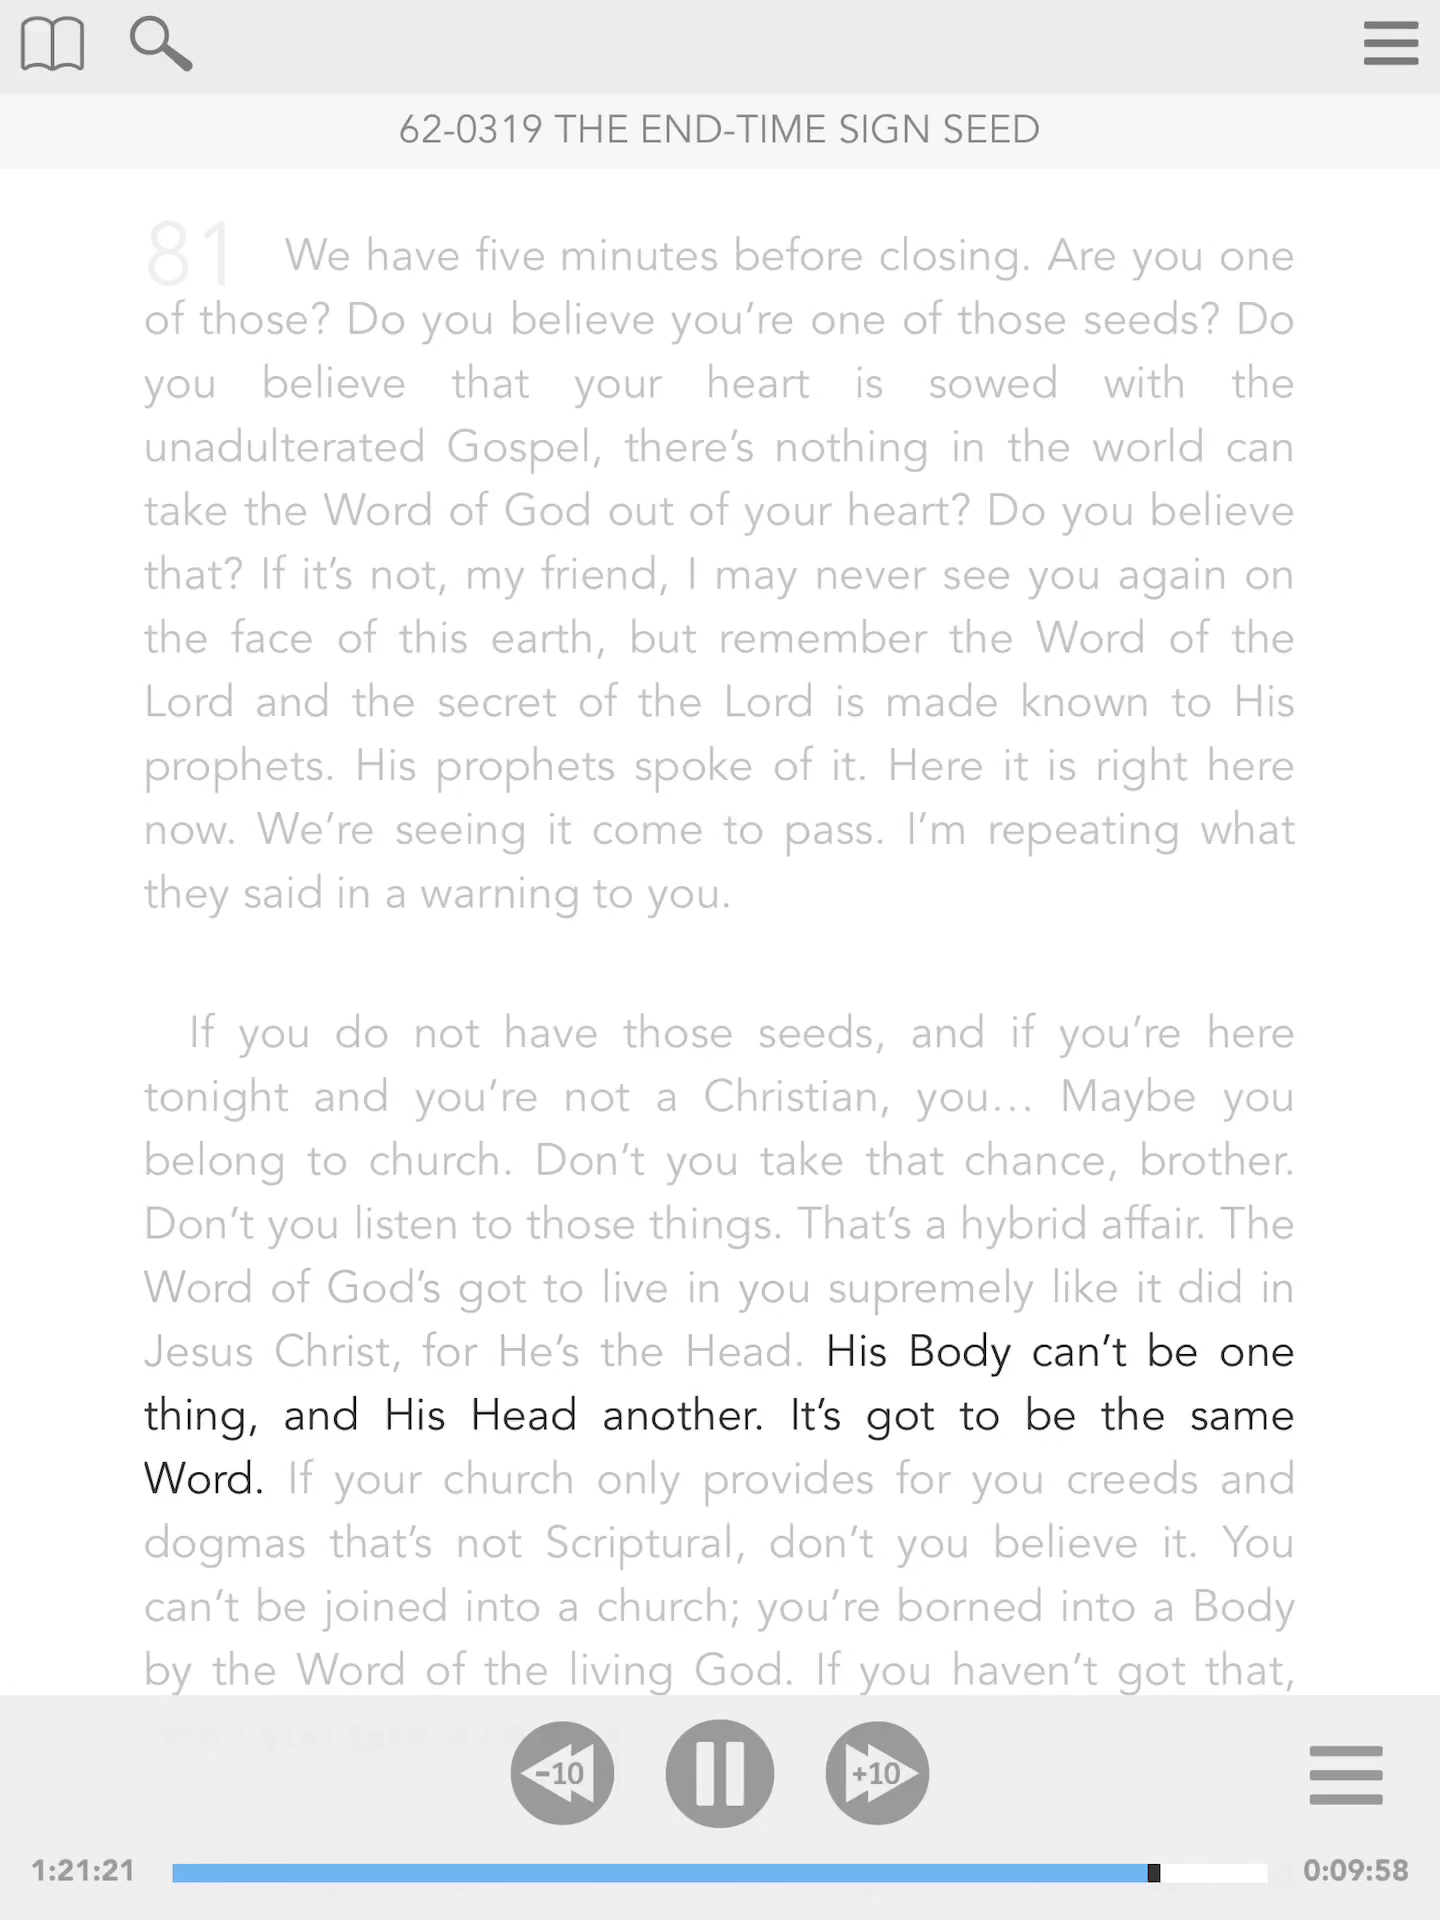 62-0319 THE END-TIME SIGN SEED
81 We have five minutes before closing. Are you one
of those? Do you believe you’re one of those seeds? Do
you believe that your heart is sowed with the
unadulterated Gospel, there’s nothing in the world can
take the Word of God out of your heart? Do you believe
that? If it’s not, my friend, I may never see you again on
the face of this earth, but remember the Word of the
Lord and the secret of the Lord is made known to His
prophets. His prophets spoke of it. Here it is right here
now. We’re seeing it come to pass. I’m repeating what
they said in a warning to you.
If you do not have those seeds, and if you’re here
tonight and you’re not a Christian, you… Maybe you
belong to church. Don’t you take that chance, brother.
Don’t you listen to those things. That’s a hybrid affair. The
Word of God’s got to live in you supremely like it did in
Jesus Christ, for He’s the Head. His Body can’t be one
thing, and His Head another. It’s got to be the same
Word. If your church only provides for you creeds and
dogmas that’s not Scriptural, don’t you believe it. You
can’t be joined into a church; you’re borned into a Body
by the Word of the living God. If you haven’t got that,
-10 +10
1:21:21 0:09:58